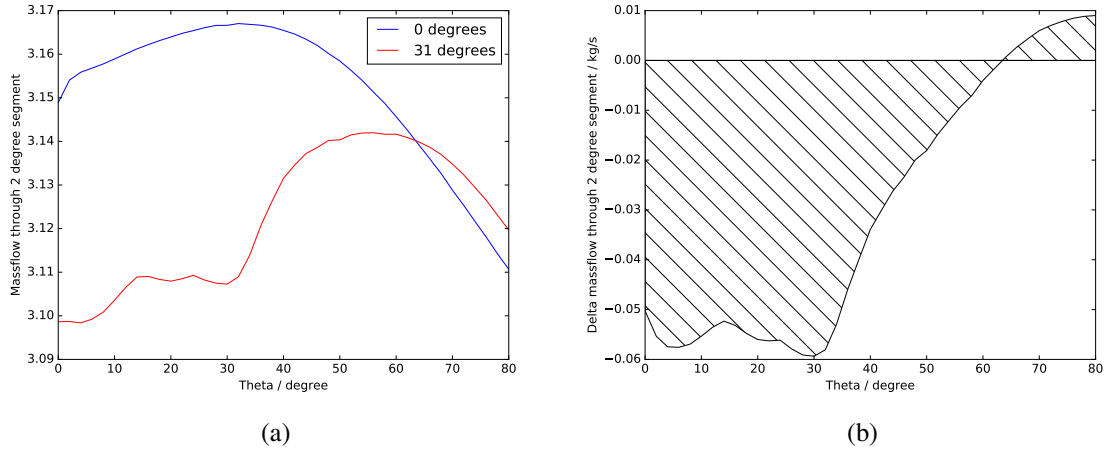 3.17
3.16
3.15
3.14
3.13
3.12
3.11
3.10
3.09
Massflow through 2 degree segment
0 degrees
31 degrees
0 10 20 30 40 50 60 70 80
Theta / degree
(a)
0.01
0.00
−0.01
−0.02
−0.03
−0.04
−0.05
−0.06
Delta massflow through 2 degree segment / kg/s
0 10 20 30 40 50 60 70 80
Theta / degree
(b)